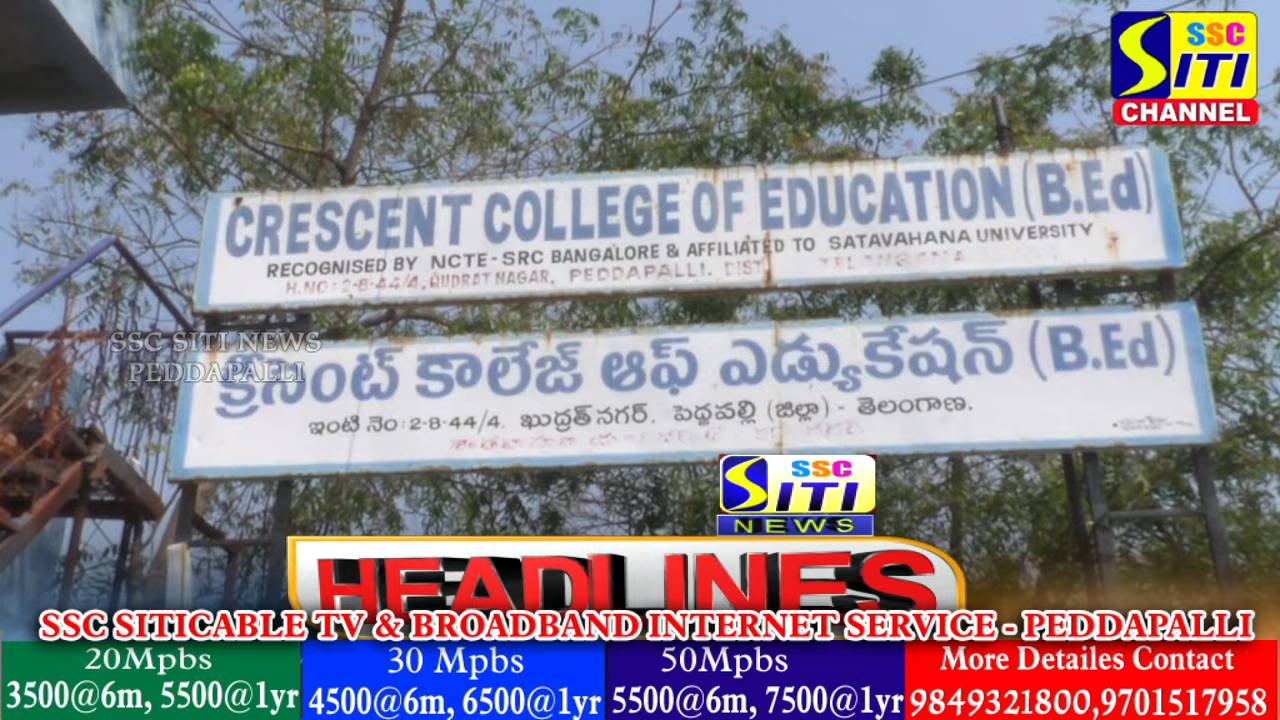 SSC
SITI
CHANNEL
CRESCENT COLLEGE OF EDUCATION (B.Ed)
RECOGNISED BY NCTE-SRC BANGALORE & AFFILIATED TO SATAVAHANA UNIVERSITY
H.NO: 2-8-44/4, QUDRAT NAGAR, PEDDAPALLI. DIST. TELANGANA
SSC SITI NEWS
PEDDAPALLI
క్రీసెంట్ కాలేజ్ ఆఫ్ ఎడ్యుకేషన్ (B.Ed)
ఇంటి నెం: 2-8-44/4. ఖుద్రత్ నగర్. పెద్దపల్లి (జిల్లా) - తెలంగాణ.
SSC
SITI
NEWS
HEADLINES
SSC SITICABLE TV & BROADBAND INTERNET SERVICE - PEDDAPALLI
20Mpbs
3500@6m, 5500@1yr
30 Mpbs
4500@6m, 6500@1yr
50Mpbs
5500@6m, 7500@1yr
More Detailes Contact
9849321800,9701517958